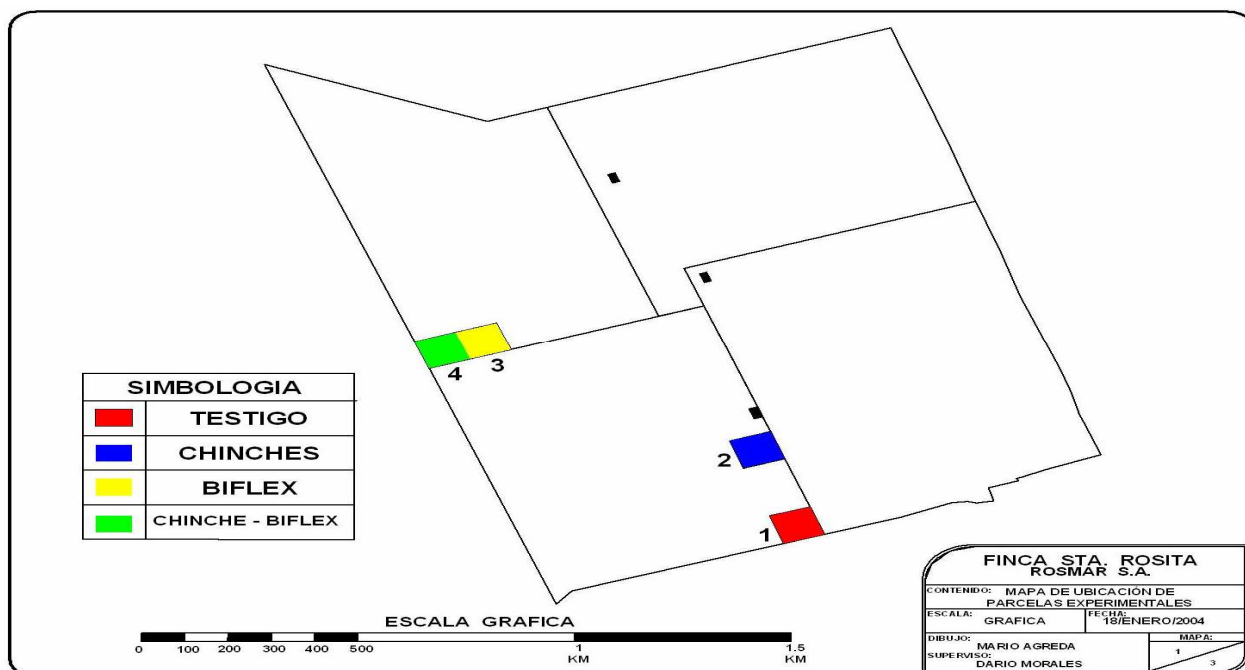 4
3
2
1
SIMBOLOGIA
TESTIGO
CHINCHES
BIFLEX
CHINCHE - BIFLEX
ESCALA GRAFICA
0 100 200 300 400 500 1 1.5
KM KM
FINCA STA. ROSITA
ROSMAR S.A.
CONTENIDO: MAPA DE UBICACIÓN DE
PARCELAS EXPERIMENTALES
ESCALA: GRAFICA
FECHA: 18/ENERO/2004
DIBUJO: MARIO AGREDA
SUPERVISO: DARIO MORALES
MAPA:
1
3